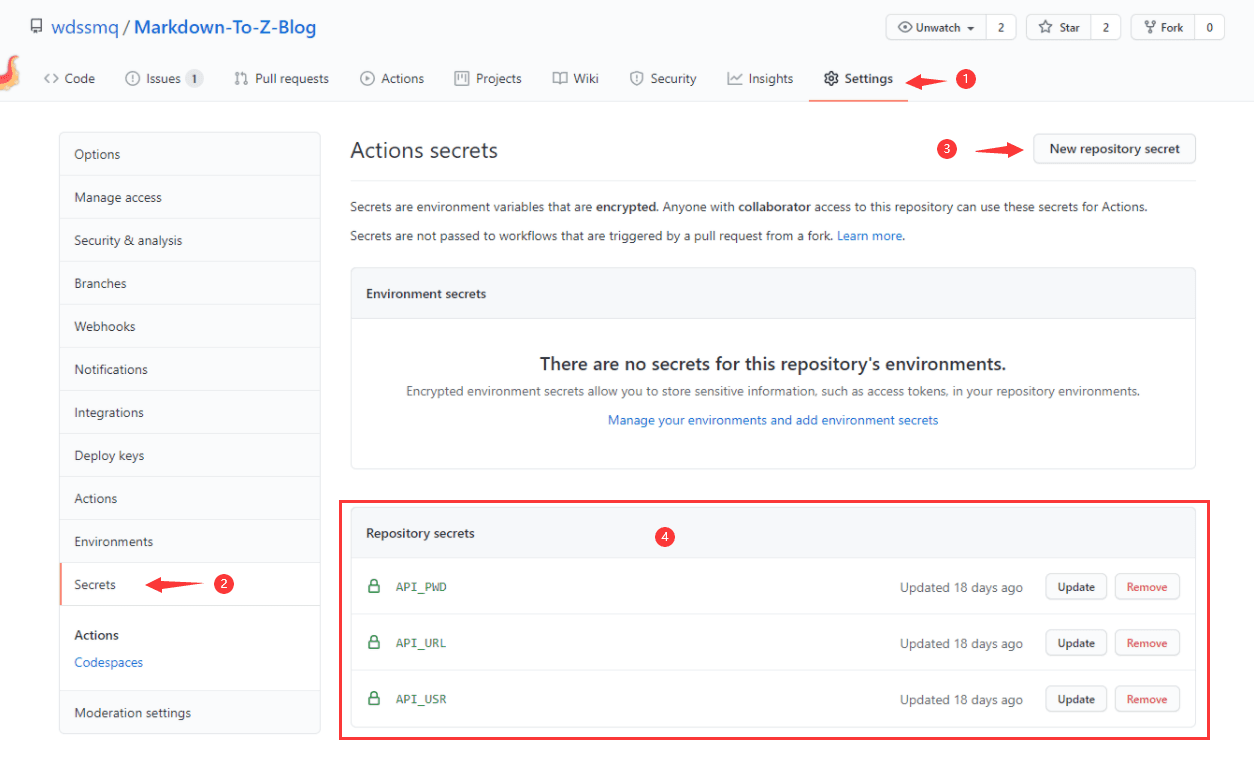 wdssmq / Markdown-To-Z-Blog
Unwatch 2 Star 2 Fork 0
Code Issues 1 Pull requests Actions Projects Wiki Security Insights Settings 1
Options
Manage access
Security & analysis
Branches
Webhooks
Notifications
Integrations
Deploy keys
Actions
Environments
Secrets 2
Actions
Codespaces
Moderation settings
Actions secrets 3 New repository secret
Secrets are environment variables that are encrypted. Anyone with collaborator access to this repository can use these secrets for Actions.
Secrets are not passed to workflows that are triggered by a pull request from a fork. Learn more.
Environment secrets
There are no secrets for this repository's environments.
Encrypted environment secrets allow you to store sensitive information, such as access tokens, in your repository environments.
Manage your environments and add environment secrets
Repository secrets 4
API_PWD Updated 18 days ago Update Remove
API_URL Updated 18 days ago Update Remove
API_USR Updated 18 days ago Update Remove